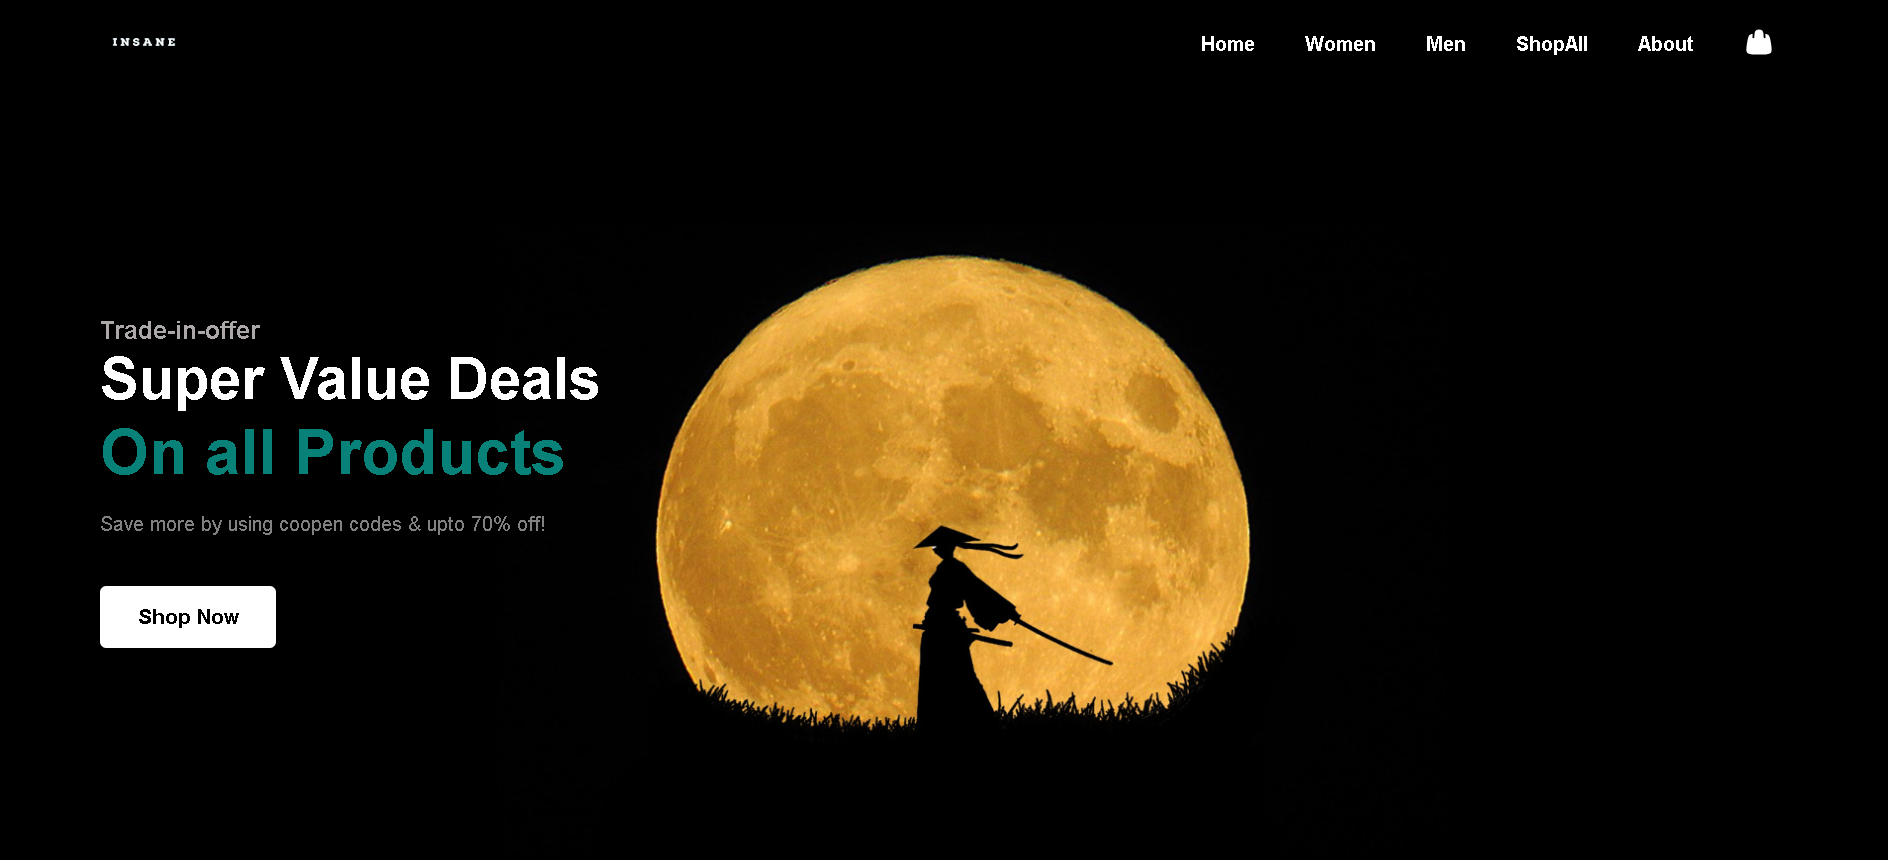 INSANE
Home Women Men ShopAll About
Trade-in-offer
Super Value Deals
On all Products
Save more by using coopen codes & upto 70% off!
Shop Now